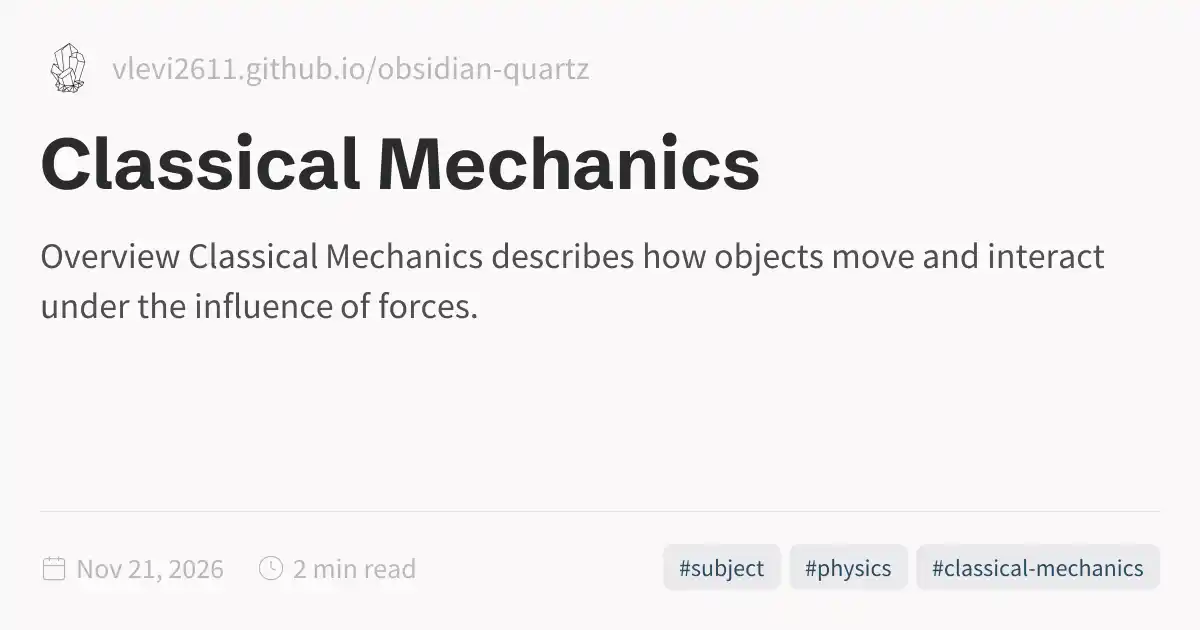 vlevi2611.github.io/obsidian-quartz
Classical Mechanics
Overview Classical Mechanics describes how objects move and interact
under the influence of forces.
Nov 21, 2026 2 min read #subject #physics #classical-mechanics